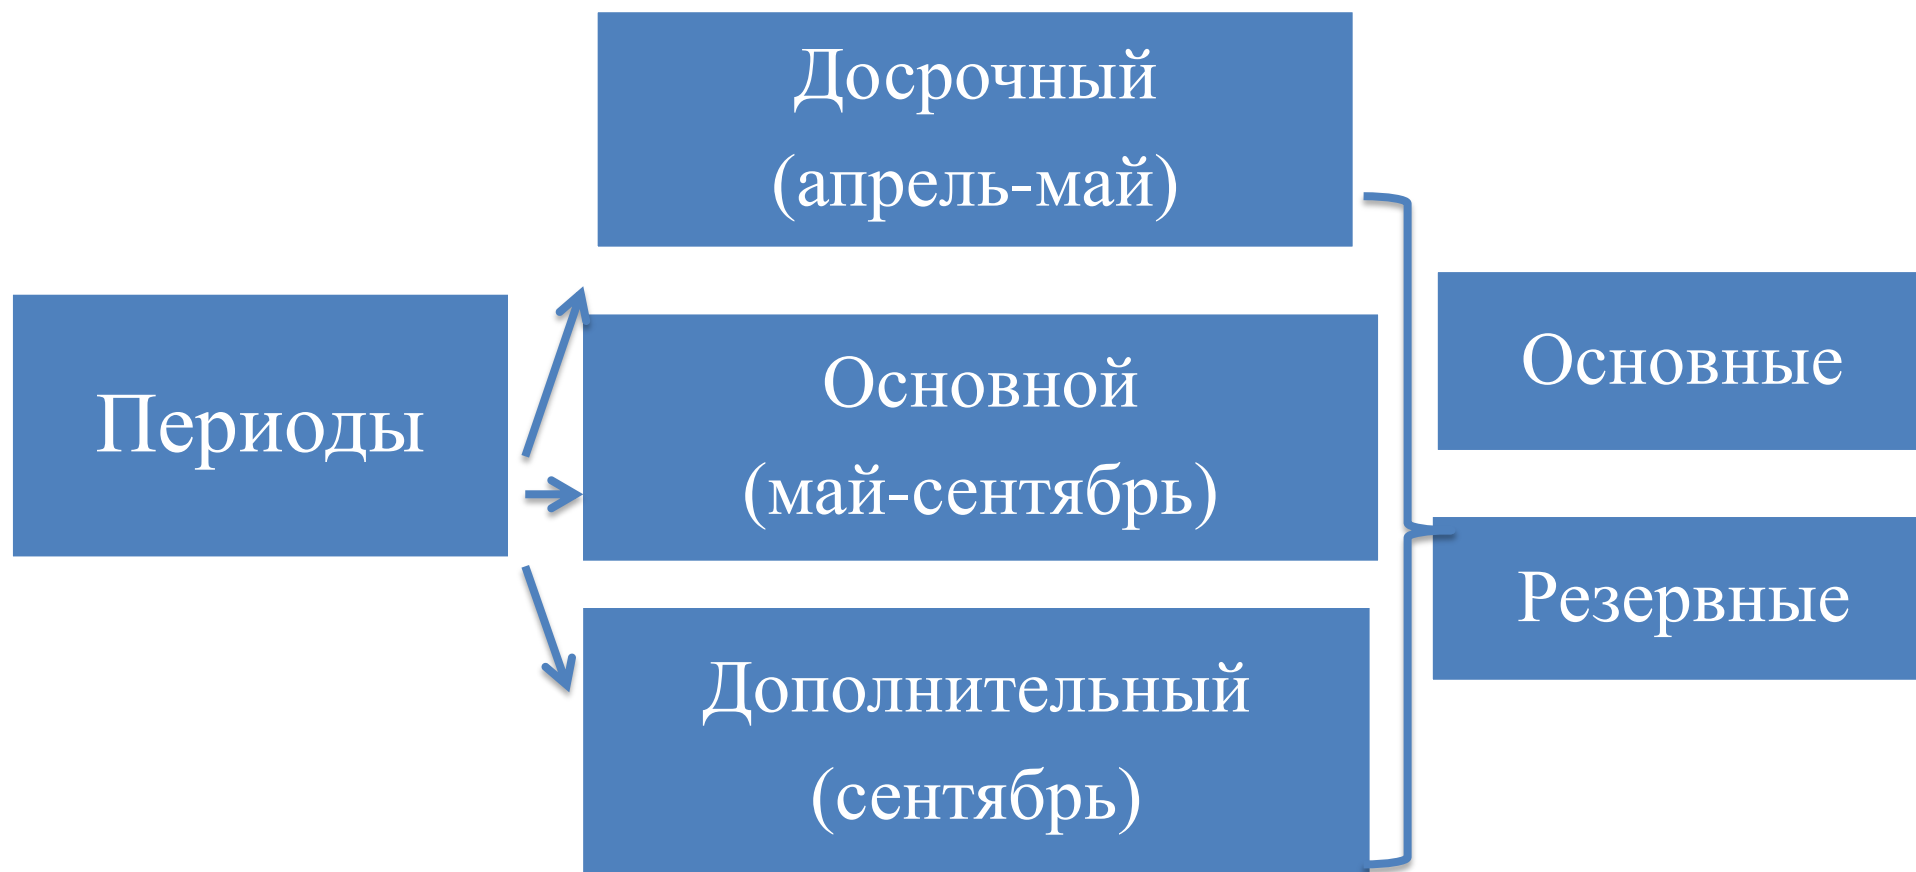 Периоды
Досрочный
(апрель-май)
Основной
(май-сентябрь)
Дополнительный
(сентябрь)
Основные
Резервные